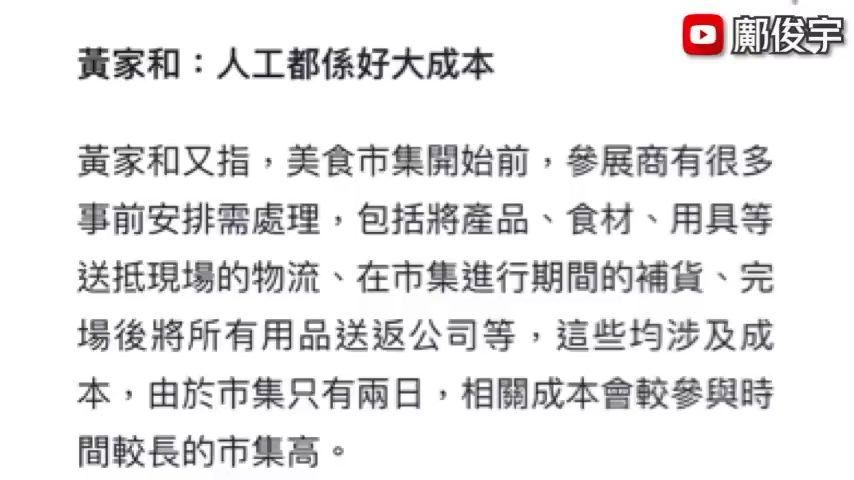 鄺俊宇
黃家和：人工都係好大成本
黃家和又指，美食市集開始前，參展商有很多
事前安排需處理，包括將產品、食材、用具等
送抵現場的物流、在市集進行期間的補貨、完
場後將所有用品送返公司等，這些均涉及成
本，由於市集只有兩日，相關成本會較參與時
間較長的市集高。